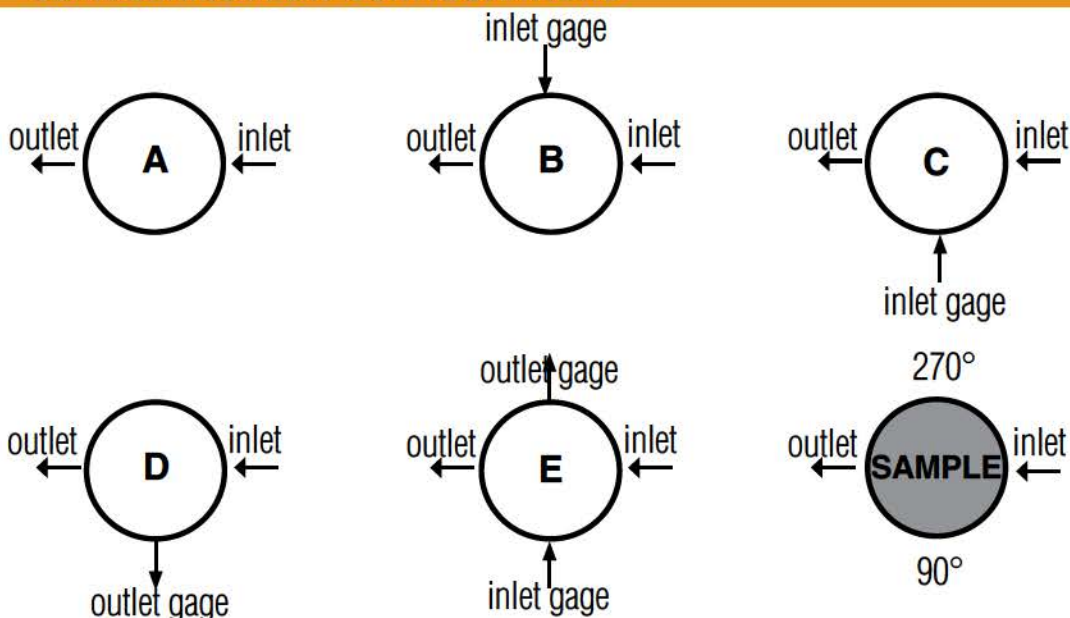 inlet gage
outlet A inlet
outlet B inlet
outlet C inlet
inlet gage
outlet gage
270°
outlet D inlet
outlet E inlet
outlet SAMPLE inlet
outlet gage
inlet gage
90°